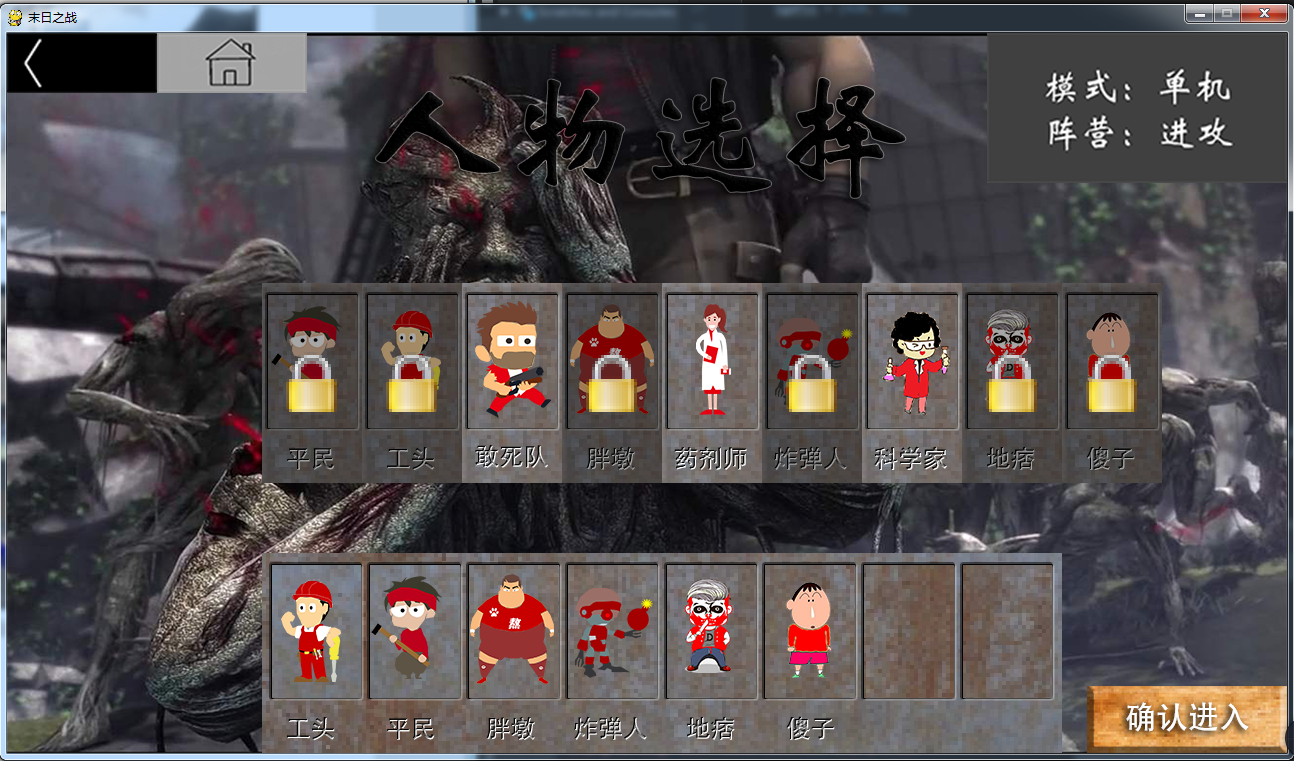 末日之战
模式：单机
阵营：进攻
人物选择
平民 工头 敢死队 胖墩 药剂师 炸弹人 科学家 地痞 傻子
熬
D
工头 平民 胖墩 炸弹人 地痞 傻子
确认进入